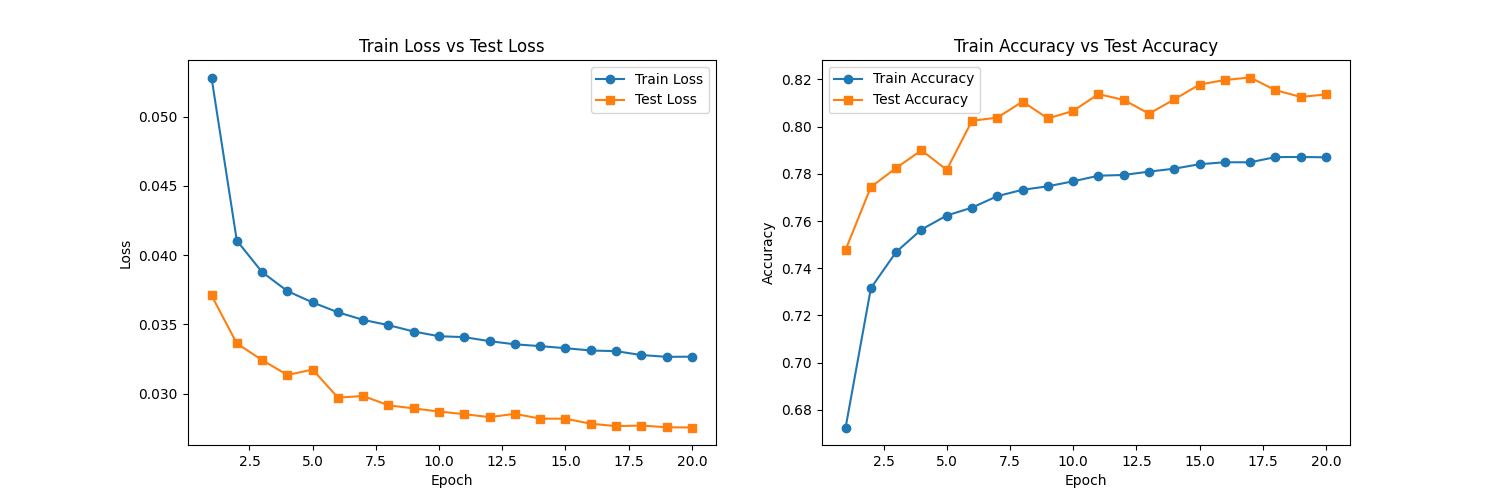 Train Loss vs Test Loss
Train Loss
Test Loss
0.050
0.045
0.040
0.035
0.030
Loss
2.5 5.0 7.5 10.0 12.5 15.0 17.5 20.0
Epoch
Train Accuracy vs Test Accuracy
Train Accuracy
Test Accuracy
0.82
0.80
0.78
0.76
0.74
0.72
0.70
0.68
Accuracy
2.5 5.0 7.5 10.0 12.5 15.0 17.5 20.0
Epoch